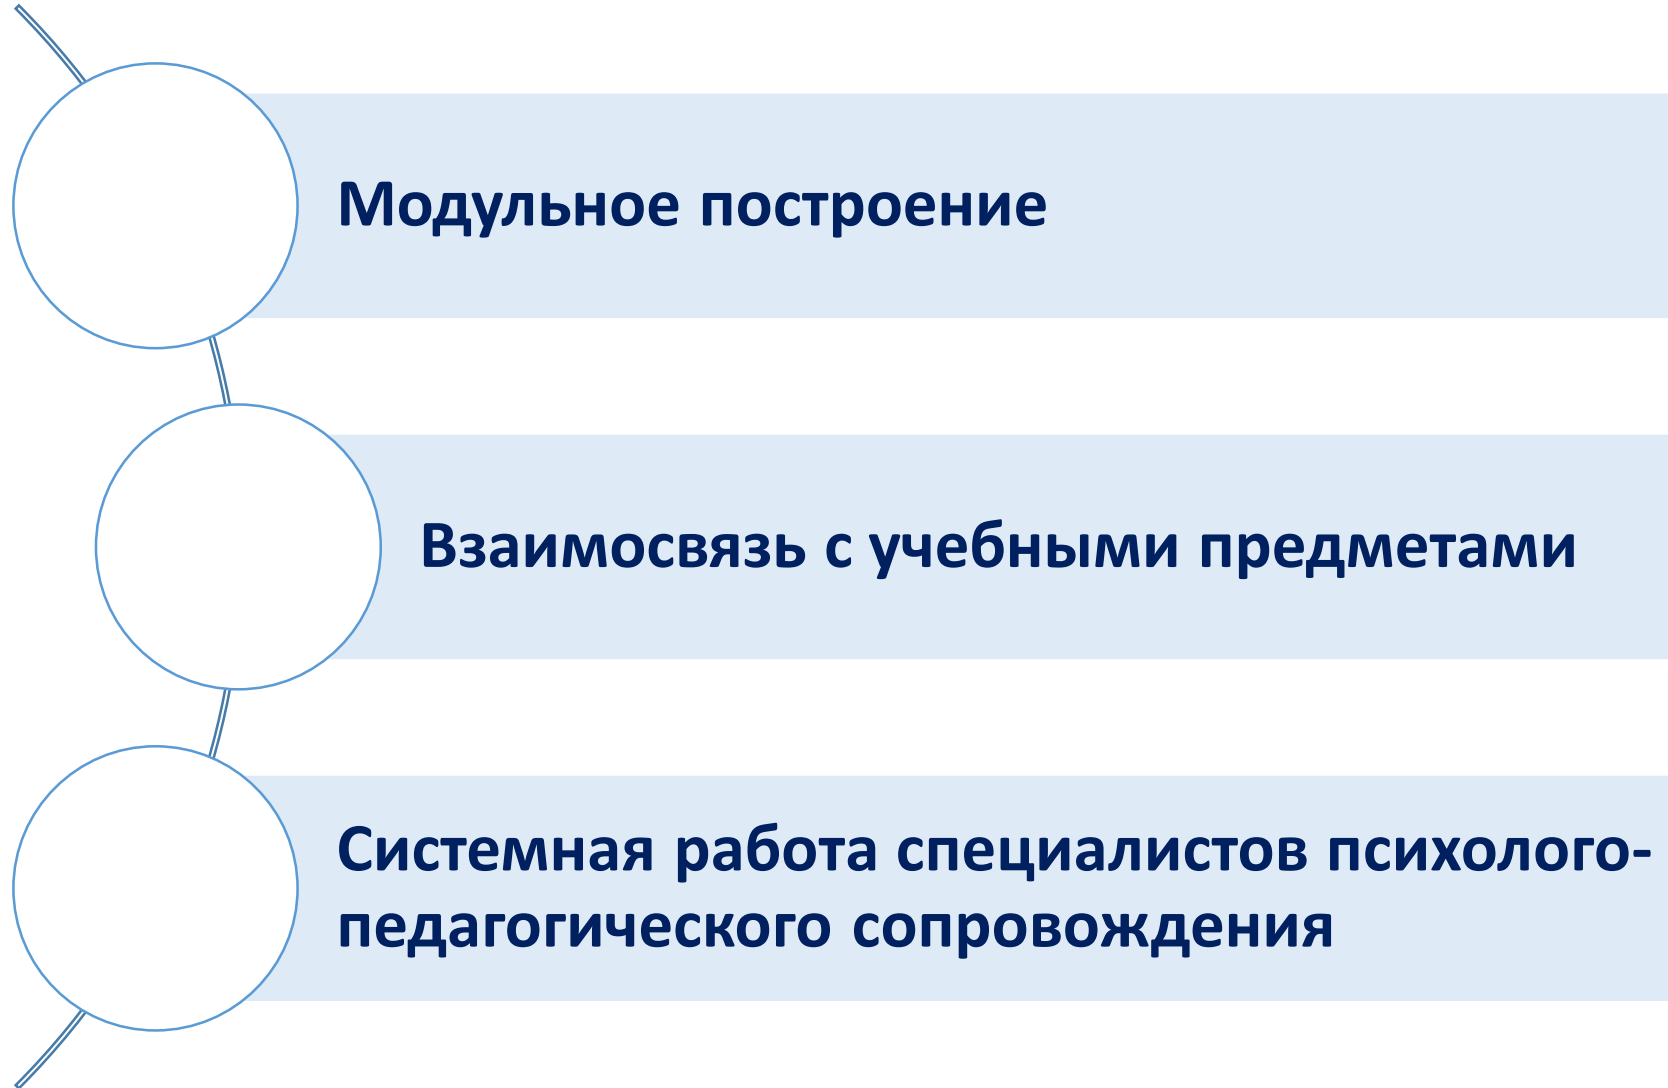 Модульное построение
Взаимосвязь с учебными предметами
Системная работа специалистов психолого-
педагогического сопровождения